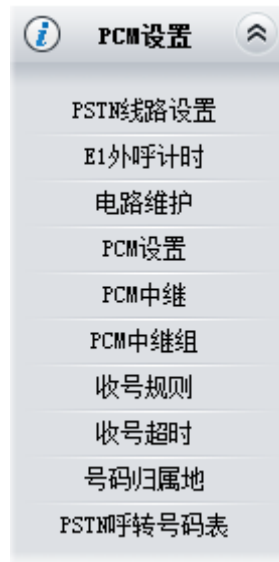 PCM设置
PSTN线路设置
E1外呼计时
电路维护
PCM设置
PCM中继
PCM中继组
收号规则
收号超时
号码归属地
PSTN呼转号码表